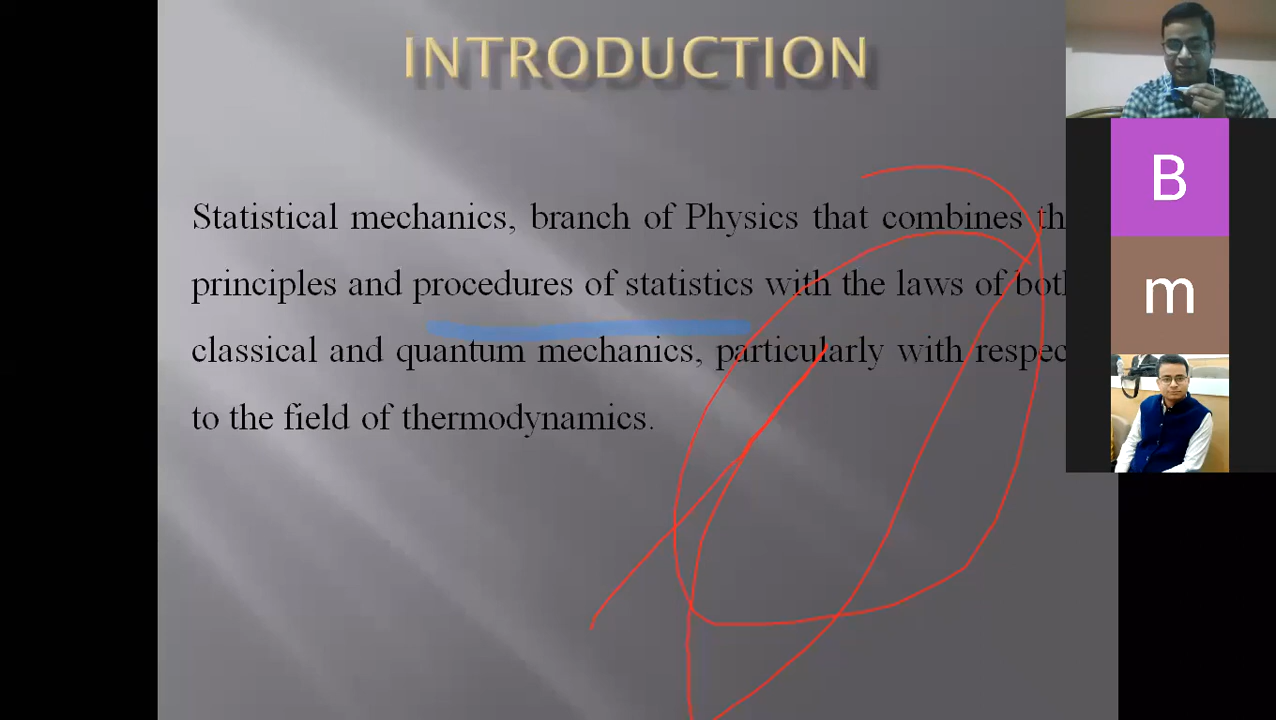 INTRODUCTION
Statistical mechanics, branch of Physics that combines th
principles and procedures of statistics with the laws of both
classical and quantum mechanics, particularly with respec
to the field of thermodynamics.
B
m